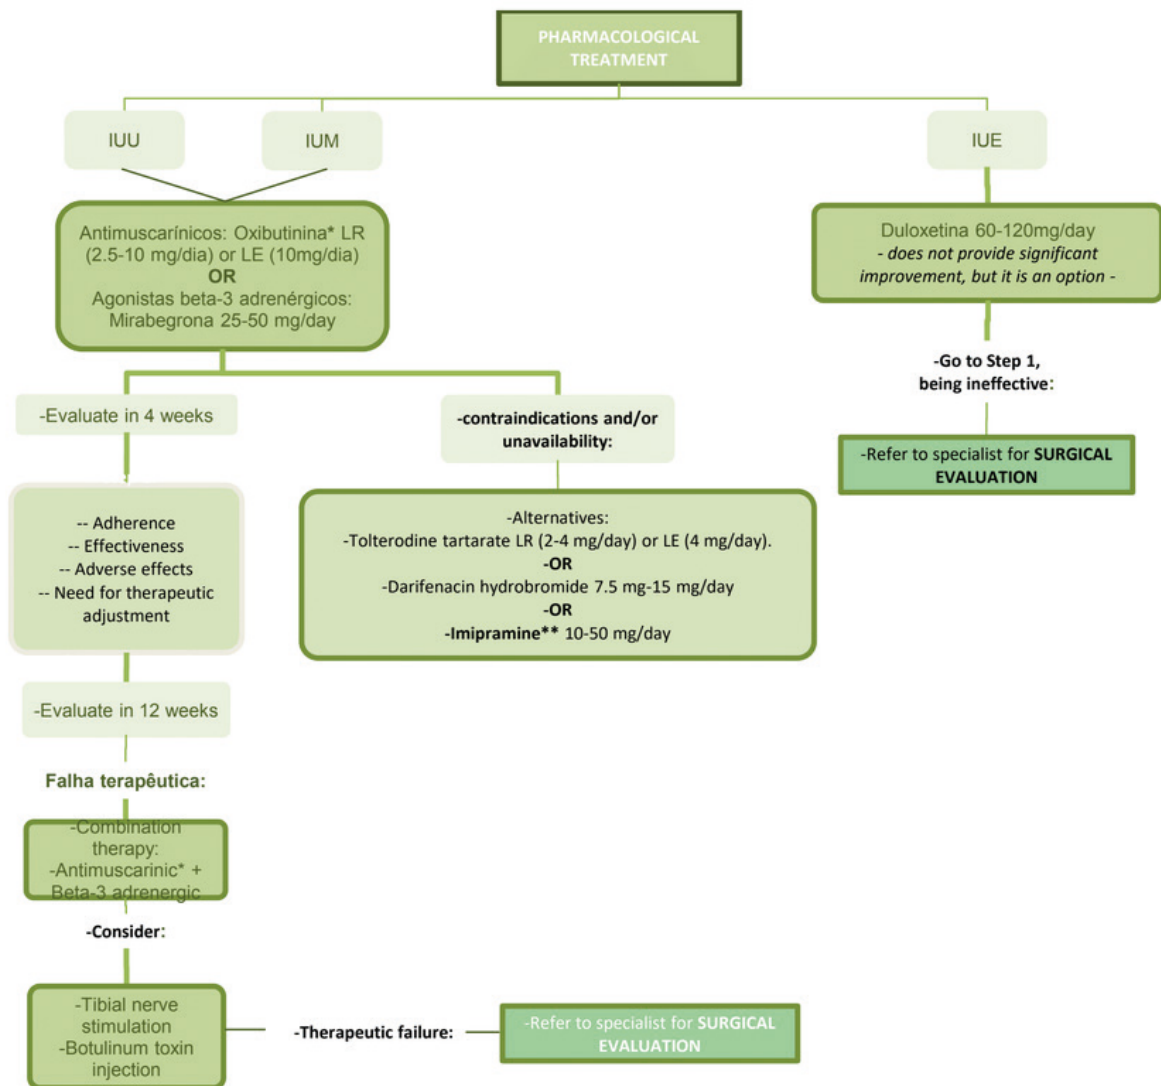 PHARMACOLOGICAL
TREATMENT
IUU
IUM
IUE
Antimuscarínicos: Oxibutinina* LR
(2.5-10 mg/dia) or LE (10mg/dia)
OR
Agonistas beta-3 adrenérgicos:
Mirabegrona 25-50 mg/day
Duloxetina 60-120mg/day
- does not provide significant
improvement, but it is an option -
-Go to Step 1,
being ineffective:
-Refer to specialist for SURGICAL
EVALUATION
-Evaluate in 4 weeks
-contraindications and/or
unavailability:
-- Adherence
-- Effectiveness
-- Adverse effects
-- Need for therapeutic
adjustment
-Alternatives:
-Tolterodine tartarate LR (2-4 mg/day) or LE (4 mg/day).
-OR
-Darifenacin hydrobromide 7.5 mg-15 mg/day
-OR
-Imipramine** 10-50 mg/day
-Evaluate in 12 weeks
Falha terapêutica:
-Combination
therapy:
-Antimuscarinic* +
Beta-3 adrenergic
-Consider:
-Tibial nerve
stimulation
-Botulinum toxin
injection
-Therapeutic failure:
-Refer to specialist for SURGICAL
EVALUATION